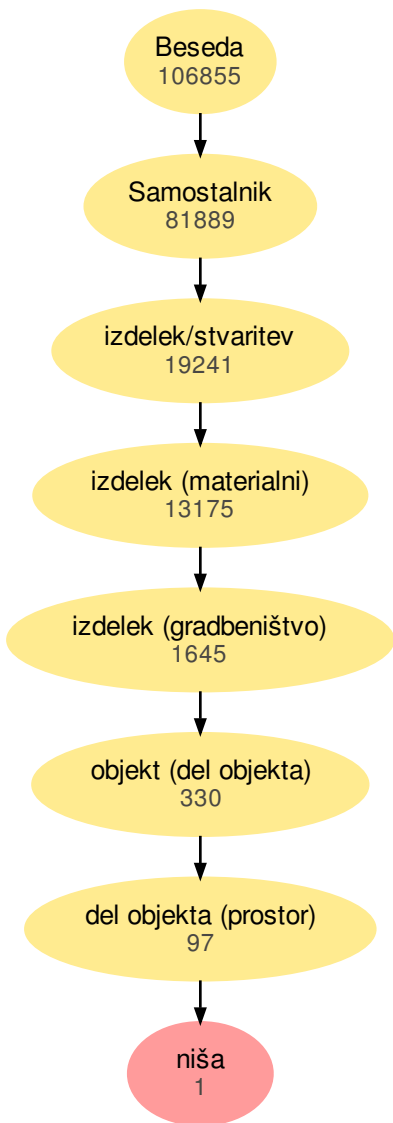 Beseda
106855
Samostalnik
81889
izdelek/stvaritev
19241
izdelek (materialni)
13175
izdelek (gradbeništvo)
1645
objekt (del objekta)
330
del objekta (prostor)
97
niša
1